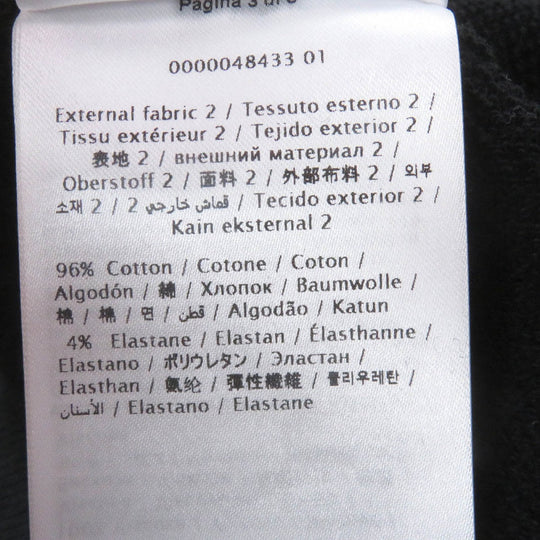 Pagina 3 di 6
0000048433 01
External fabric 2 / Tessuto esterno 2 /
Tissu extérieur 2 / Tejido exterior 2 /
表地 2 / внешний материал 2 /
Oberstoff 2 / 面料 2 / 外部布料 2 / 외부
소재 2 / قماش خارجي 2 / Tecido exterior 2 /
Kain eksternal 2
96% Cotton / Cotone / Coton /
Algodón / 綿 / Хлопок / Baumwolle /
棉 / 棉 / 면 / قطن / Algodão / Katun
4% Elastane / Elastan / Élasthanne /
Elastano / ポリウレタン / Эластан /
Elasthan / 氨纶 / 彈性纖維 / 폴리우레탄 /
الأستان / Elastano / Elastane